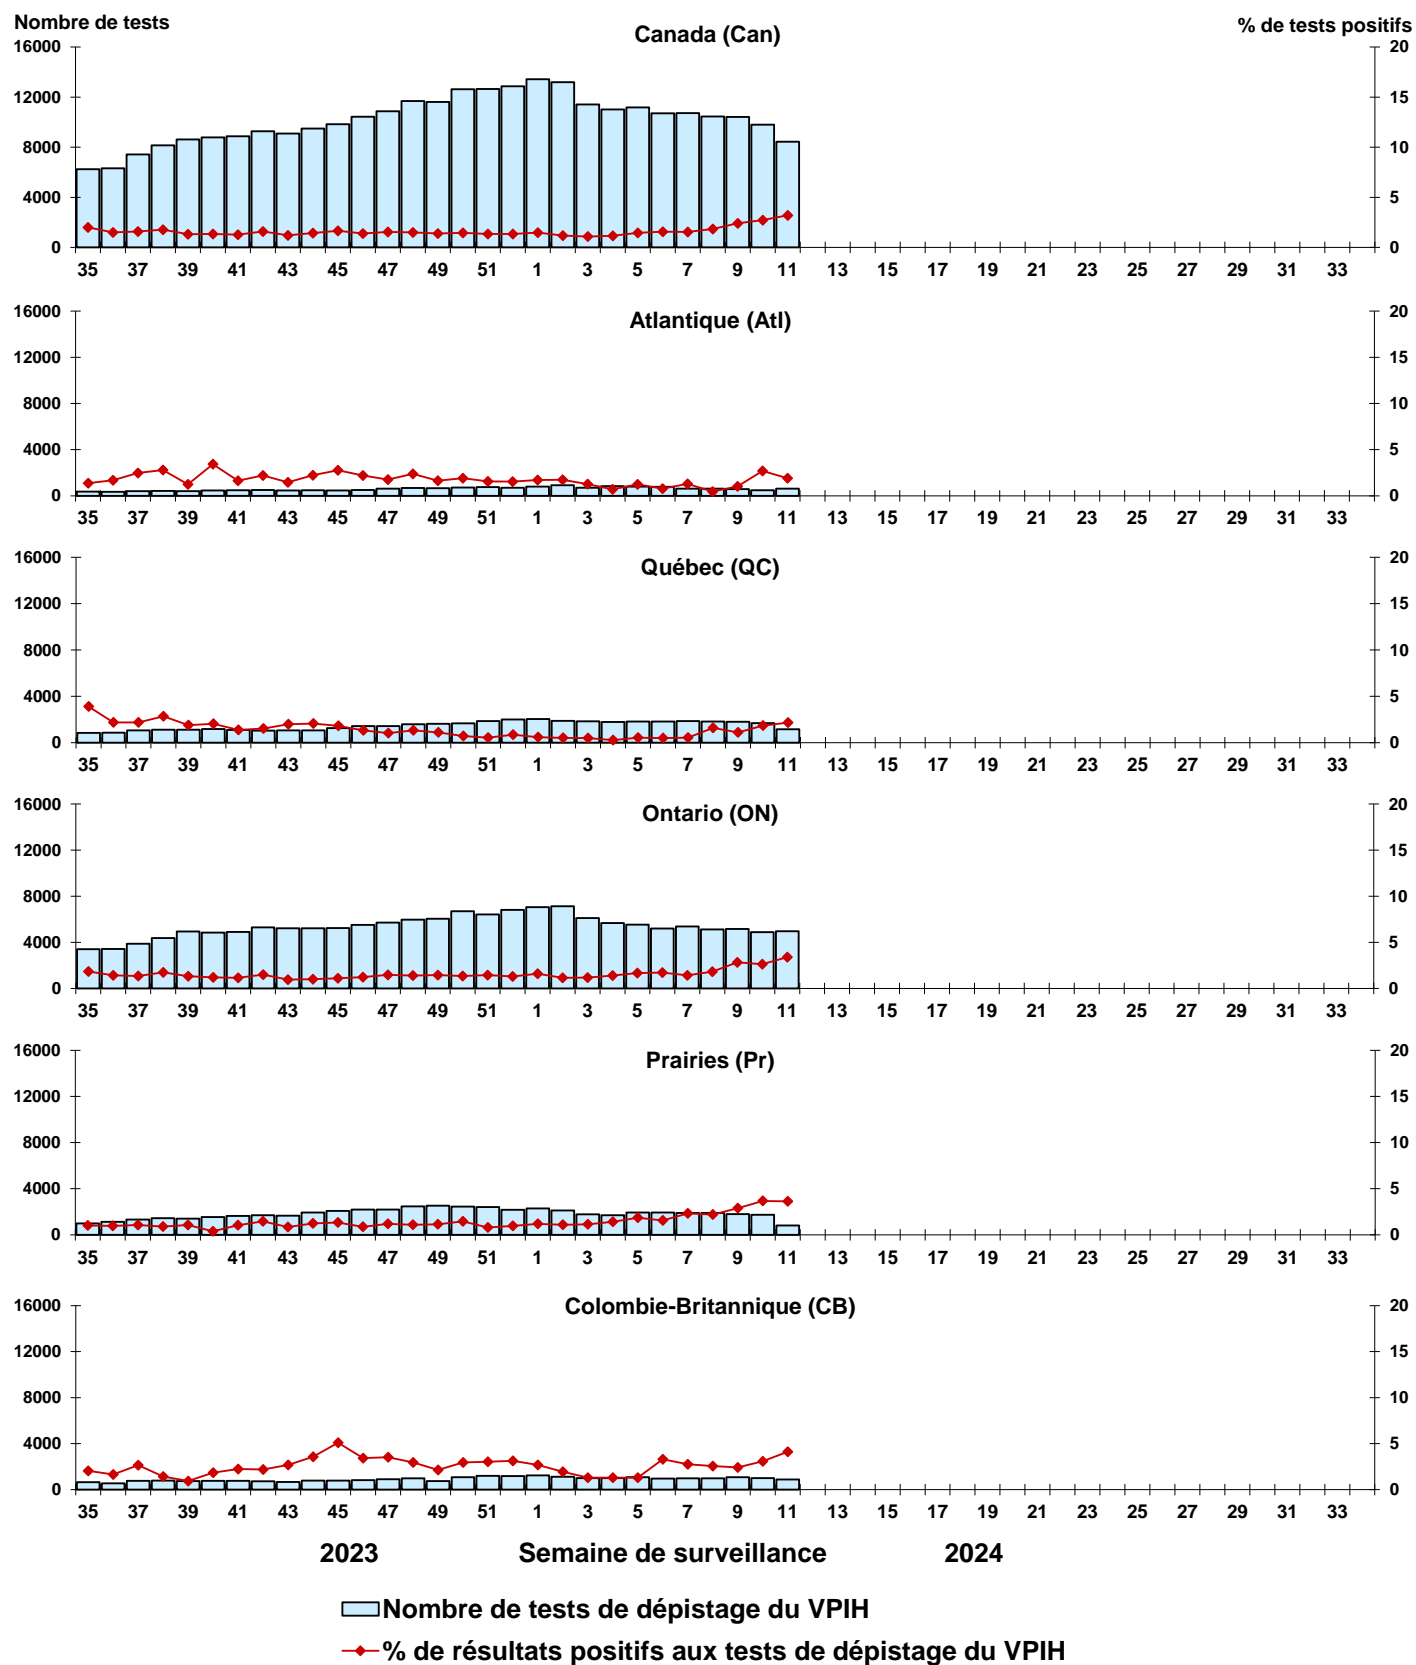 Nombre de tests % de tests positifs
Canada (Can)
16000 20
12000 15
8000 10
4000 5
0 0
35 37 39 41 43 45 47 49 51 1 3 5 7 9 11 13 15 17 19 21 23 25 27 29 31 33
Atlantique (Atl)
16000 20
12000 15
8000 10
4000 5
0 0
35 37 39 41 43 45 47 49 51 1 3 5 7 9 11 13 15 17 19 21 23 25 27 29 31 33
Québec (QC)
16000 20
12000 15
8000 10
4000 5
0 0
35 37 39 41 43 45 47 49 51 1 3 5 7 9 11 13 15 17 19 21 23 25 27 29 31 33
Ontario (ON)
16000 20
12000 15
8000 10
4000 5
0 0
35 37 39 41 43 45 47 49 51 1 3 5 7 9 11 13 15 17 19 21 23 25 27 29 31 33
Prairies (Pr)
16000 20
12000 15
8000 10
4000 5
0 0
35 37 39 41 43 45 47 49 51 1 3 5 7 9 11 13 15 17 19 21 23 25 27 29 31 33
Colombie-Britannique (CB)
16000 20
12000 15
8000 10
4000 5
0 0
35 37 39 41 43 45 47 49 51 1 3 5 7 9 11 13 15 17 19 21 23 25 27 29 31 33
2023 Semaine de surveillance 2024
Nombre de tests de dépistage du VPIH
% de résultats positifs aux tests de dépistage du VPIH